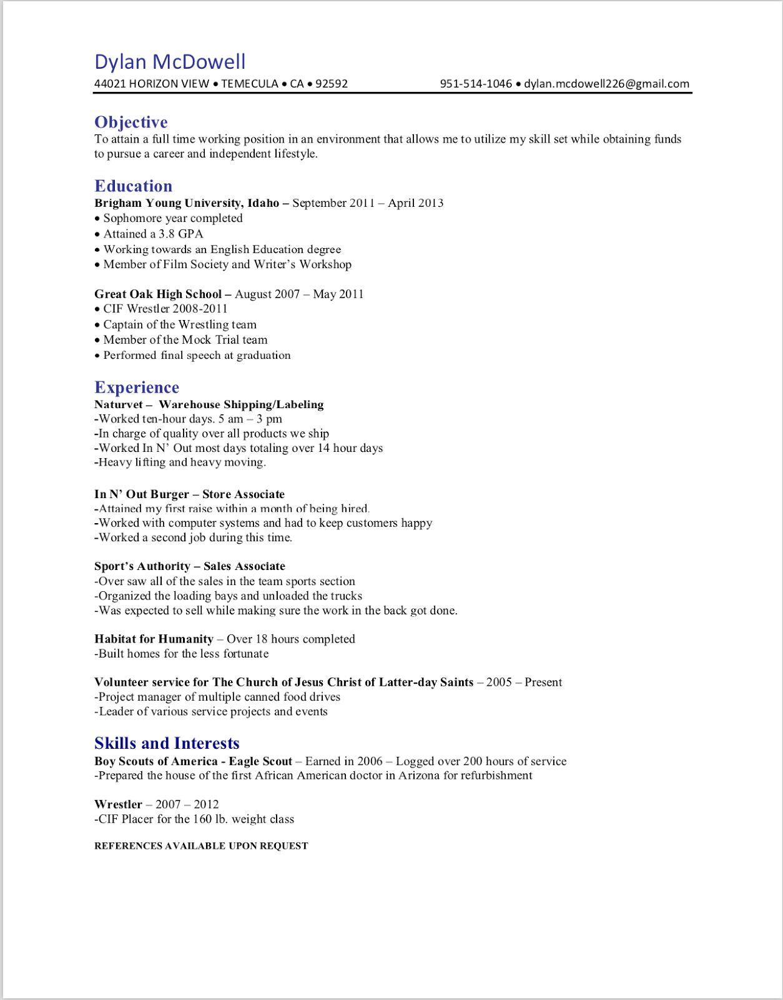 Dylan McDowell
44021 HORIZON VIEW • TEMECULA • CA • 92592 951-514-1046 • dylan.mcdowell226@gmail.com
Objective
To attain a full time working position in an environment that allows me to utilize my skill set while obtaining funds
to pursue a career and independent lifestyle.
Education
Brigham Young University, Idaho – September 2011 – April 2013
• Sophomore year completed
• Attained a 3.8 GPA
• Working towards an English Education degree
• Member of Film Society and Writer’s Workshop
Great Oak High School – August 2007 – May 2011
• CIF Wrestler 2008-2011
• Captain of the Wrestling team
• Member of the Mock Trial team
• Performed final speech at graduation
Experience
Naturvet – Warehouse Shipping/Labeling
-Worked ten-hour days. 5 am – 3 pm
-In charge of quality over all products we ship
-Worked In N’ Out most days totaling over 14 hour days
-Heavy lifting and heavy moving.
In N’ Out Burger – Store Associate
-Attained my first raise within a month of being hired.
-Worked with computer systems and had to keep customers happy
-Worked a second job during this time.
Sport’s Authority – Sales Associate
-Over saw all of the sales in the team sports section
-Organized the loading bays and unloaded the trucks
-Was expected to sell while making sure the work in the back got done.
Habitat for Humanity – Over 18 hours completed
-Built homes for the less fortunate
Volunteer service for The Church of Jesus Christ of Latter-day Saints – 2005 – Present
-Project manager of multiple canned food drives
-Leader of various service projects and events
Skills and Interests
Boy Scouts of America - Eagle Scout – Earned in 2006 – Logged over 200 hours of service
-Prepared the house of the first African American doctor in Arizona for refurbishment
Wrestler – 2007 – 2012
-CIF Placer for the 160 lb. weight class
REFERENCES AVAILABLE UPON REQUEST